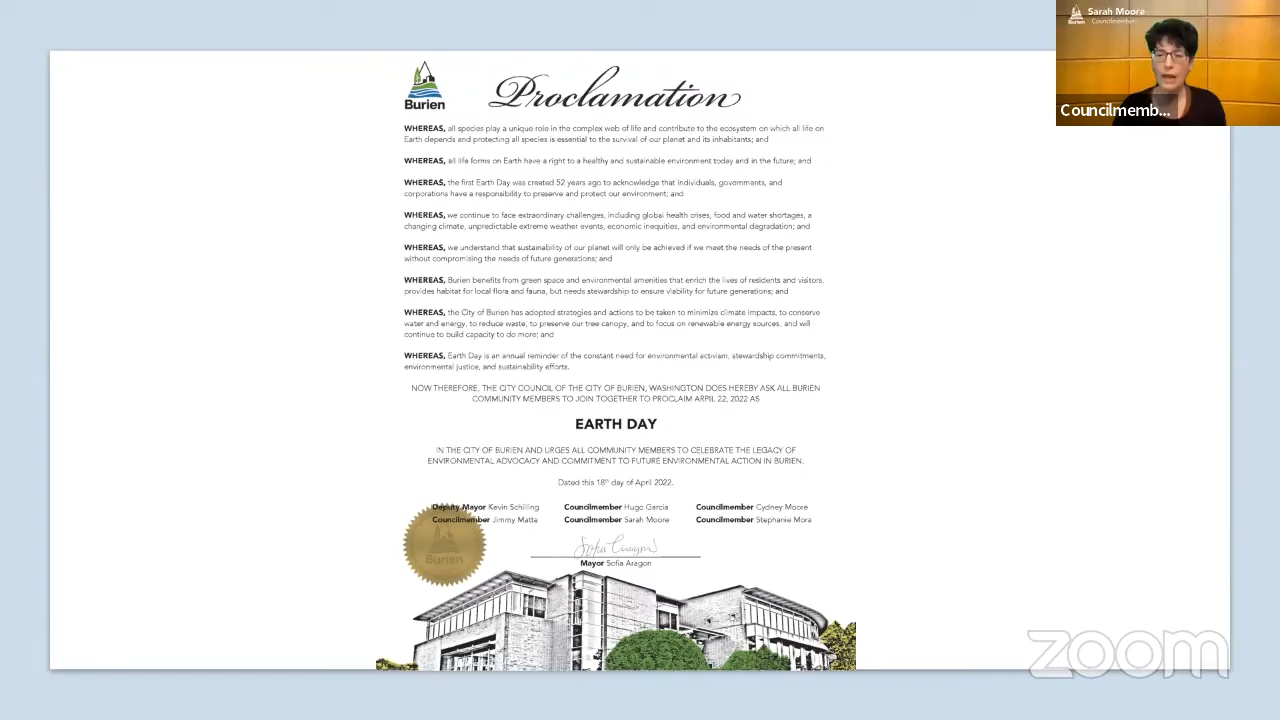 Sarah Moore
Councilmember
Burien
Councilmemb...
Burien
Proclamation
WHEREAS, all species play a unique role in the complex web of life and contribute to the ecosystem on which all life on
Earth depends and protecting all species is essential to the survival of our planet and its inhabitants; and
WHEREAS, all life forms on Earth have a right to a healthy and sustainable environment today and in the future; and
WHEREAS, the first Earth Day was created 52 years ago to acknowledge that individuals, governments, and
corporations have a responsibility to preserve and protect our environment; and
WHEREAS, we continue to face extraordinary challenges, including global health crises, food and water shortages, a
changing climate, unpredictable extreme weather events, economic inequities, and environmental degradation; and
WHEREAS, we understand that sustainability of our planet will only be achieved if we meet the needs of the present
without compromising the needs of future generations; and
WHEREAS, Burien benefits from green space and environmental amenities that enrich the lives of residents and visitors,
provides habitat for local flora and fauna, but needs stewardship to ensure viability for future generations; and
WHEREAS, the City of Burien has adopted strategies and actions to be taken to minimize climate impacts, to conserve
water and energy, to reduce waste, to preserve our tree canopy, and to focus on renewable energy sources, and will
continue to build capacity to do more; and
WHEREAS, Earth Day is an annual reminder of the constant need for environmental activism, stewardship commitments,
environmental justice, and sustainability efforts.
NOW THEREFORE, THE CITY COUNCIL OF THE CITY OF BURIEN, WASHINGTON DOES HEREBY ASK ALL BURIEN
COMMUNITY MEMBERS TO JOIN TOGETHER TO PROCLAIM ARPIL 22, 2022 AS
EARTH DAY
IN THE CITY OF BURIEN AND URGES ALL COMMUNITY MEMBERS TO CELEBRATE THE LEGACY OF
ENVIRONMENTAL ADVOCACY AND COMMITMENT TO FUTURE ENVIRONMENTAL ACTION IN BURIEN.
Dated this 18th day of April 2022.
Deputy Mayor Kevin Schilling Councilmember Hugo Garcia Councilmember Cydney Moore
Councilmember Jimmy Matta Councilmember Sarah Moore Councilmember Stephanie Mora
Burien
Mayor Sofia Aragon
zoom